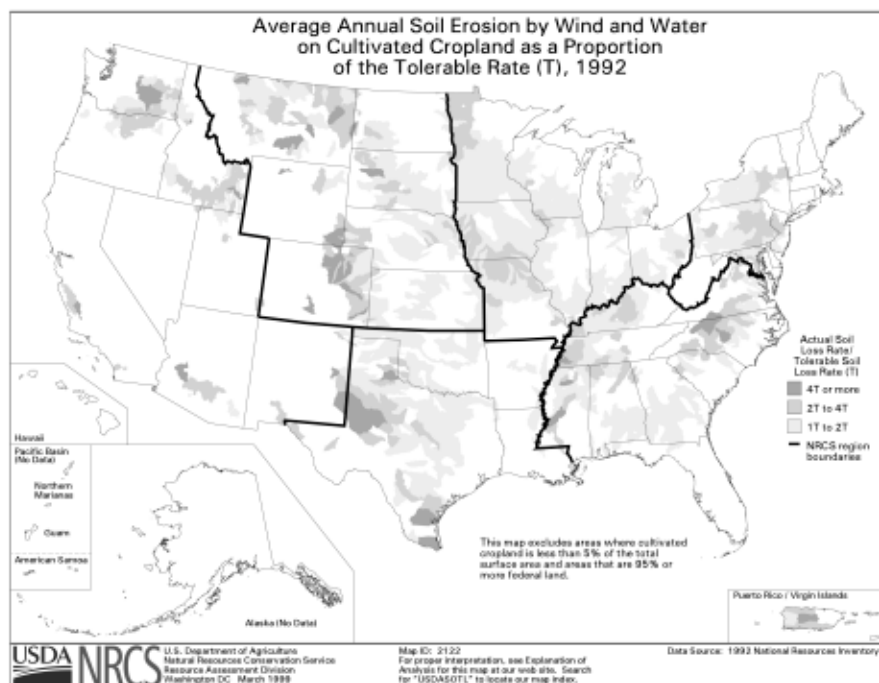 Average Annual Soil Erosion by Wind and Water
on Cultivated Cropland as a Proportion
of the Tolerable Rate (T), 1992
Actual Soil
Loss Rate/
Tolerable Soil
Loss Rate (T)
4T or more
2T to 4T
1T to 2T
NRCS region
boundaries
Hawaii
Pacific Basin
(No Data)
Northern
Marianas
Guam
American Samoa
Alaska (No Data)
This map excludes areas where cultivated
cropland is less than 5% of the total
surface area and areas that are 95% or
more federal land.
Puerto Rico / Virgin Islands
USDA NRCS
U.S. Department of Agriculture
Natural Resources Conservation Service
Resource Assessment Division
Washington DC March 1999
Map ID: 2122
For proper interpretation, see Explanation of
Analysis for this map at our web site. Search
for "USDASOTL" to locate our map index.
Data Source: 1992 National Resources Inventory